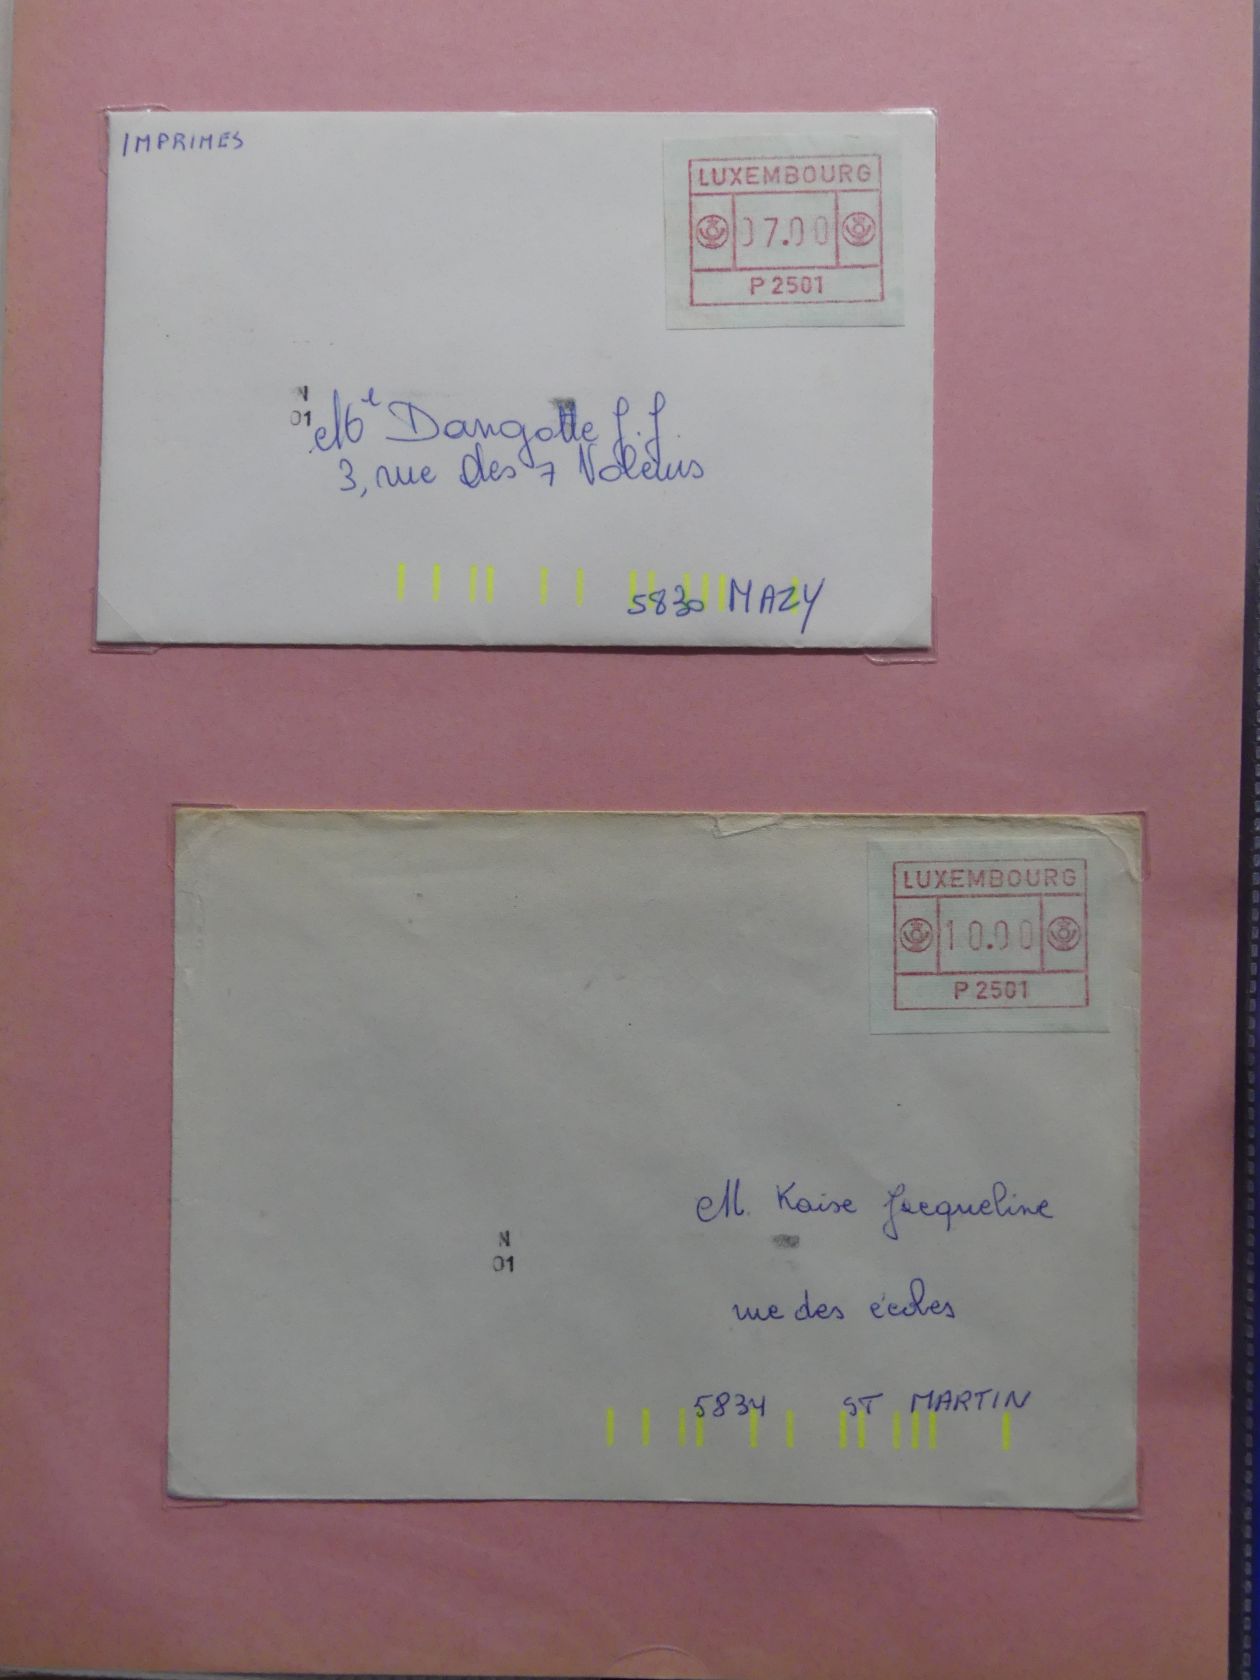 IMPRIMES
LUXEMBOURG
07.00
P 2501
N
01
Mr Dangotte J.J.
3, rue des 7 Voleurs
5830 MAZY
LUXEMBOURG
10.00
P 2501
N
01
M. Kaise Jacqueline
rue des écoles
5834 ST MARTIN